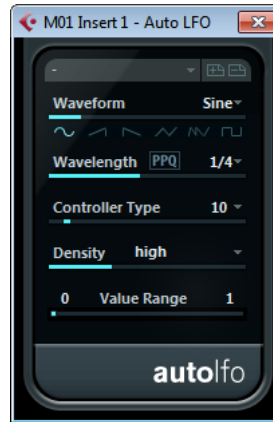 M01 Insert 1 - Auto LFO
-
Waveform Sine
Wavelength PPQ 1/4
Controller Type 10
Density high
0 Value Range 1
autolfo